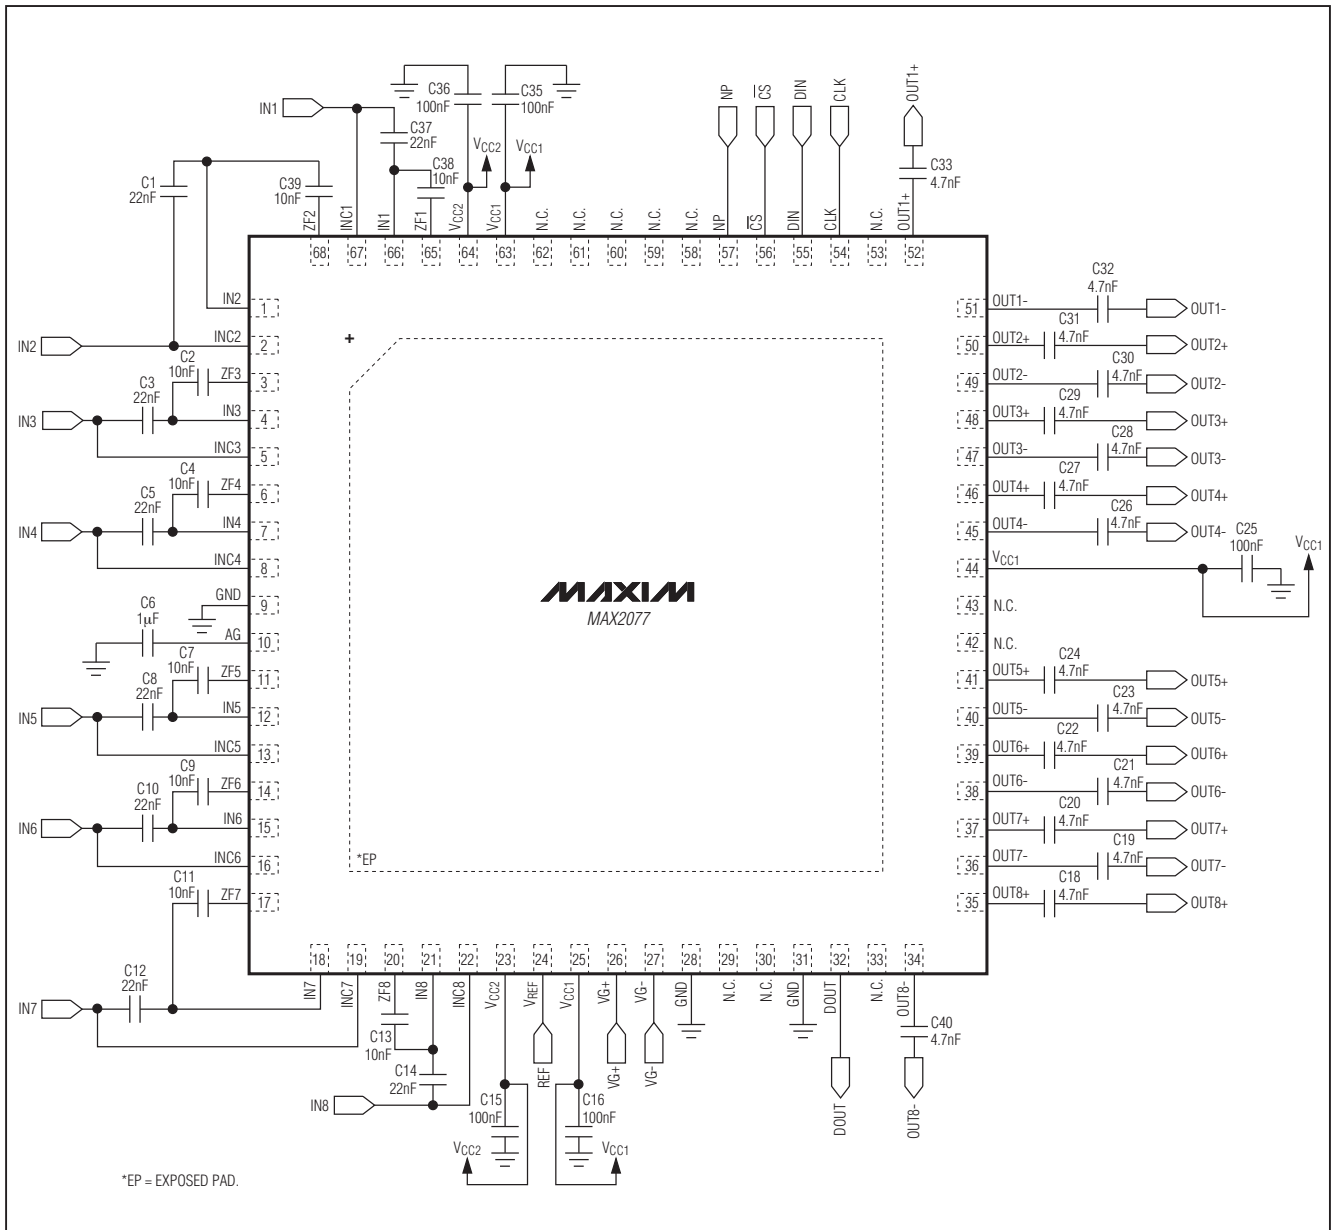 IN1
C36
100nF
C35
100nF
C37
22nF
C38
10nF
VCC2
VCC1
NP
CS
DIN
CLK
OUT1+
C33
4.7nF
C1
22nF
C39
10nF
ZF2
INC1
IN1
ZF1
VCC2
VCC1
N.C.
N.C.
N.C.
N.C.
N.C.
NP
CS
DIN
CLK
N.C.
OUT1+
68
67
66
65
64
63
62
61
60
59
58
57
56
55
54
53
52
IN2
1
IN2
INC2
2
C2
10nF
ZF3
3
C3
22nF
IN3
IN3
4
INC3
5
C4
10nF
ZF4
6
C5
22nF
IN4
IN4
7
INC4
8
GND
9
C6
1µF
AG
10
C7
10nF
ZF5
11
C8
22nF
IN5
IN5
12
INC5
13
C9
10nF
ZF6
14
C10
22nF
IN6
IN6
15
INC6
16
C11
10nF
ZF7
17
+
MAXIM
MAX2077
*EP
51
OUT1-
C32
4.7nF
OUT1-
50
OUT2+
C31
4.7nF
OUT2+
49
OUT2-
C30
4.7nF
OUT2-
48
OUT3+
C29
4.7nF
OUT3+
47
OUT3-
C28
4.7nF
OUT3-
46
OUT4+
C27
4.7nF
OUT4+
45
OUT4-
C26
4.7nF
OUT4-
44
VCC1
C25
100nF
VCC1
43
N.C.
42
N.C.
41
OUT5+
C24
4.7nF
OUT5+
40
OUT5-
C23
4.7nF
OUT5-
39
OUT6+
C22
4.7nF
OUT6+
38
OUT6-
C21
4.7nF
OUT6-
37
OUT7+
C20
4.7nF
OUT7+
36
OUT7-
C19
4.7nF
OUT7-
35
OUT8+
C18
4.7nF
OUT8+
18
19
20
21
22
23
24
25
26
27
28
29
30
31
32
33
34
IN7
INC7
ZF8
IN8
INC8
VCC2
VREF
VCC1
VG+
VG-
GND
N.C.
N.C.
GND
DOUT
N.C.
OUT8-
C12
22nF
IN7
C13
10nF
C14
22nF
IN8
C15
100nF
VCC2
REF
C16
100nF
VCC1
VG+
VG-
DOUT
C40
4.7nF
OUT8-
*EP = EXPOSED PAD.